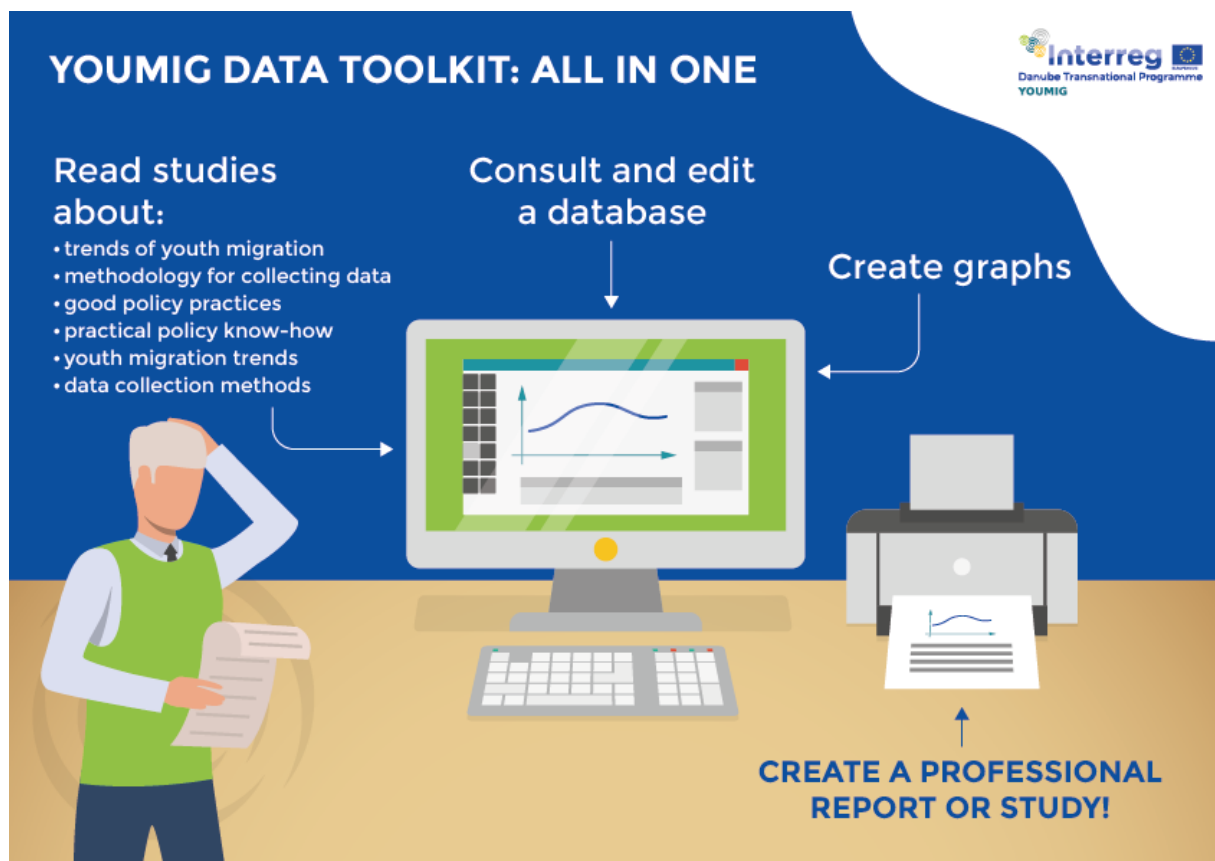 YOUMIG DATA TOOLKIT: ALL IN ONE
Interreg
Danube Transnational Programme
YOUMIG
Read studies
about:
• trends of youth migration
• methodology for collecting data
• good policy practices
• practical policy know-how
• youth migration trends
• data collection methods
Consult and edit
a database
Create graphs
CREATE A PROFESSIONAL
REPORT OR STUDY!